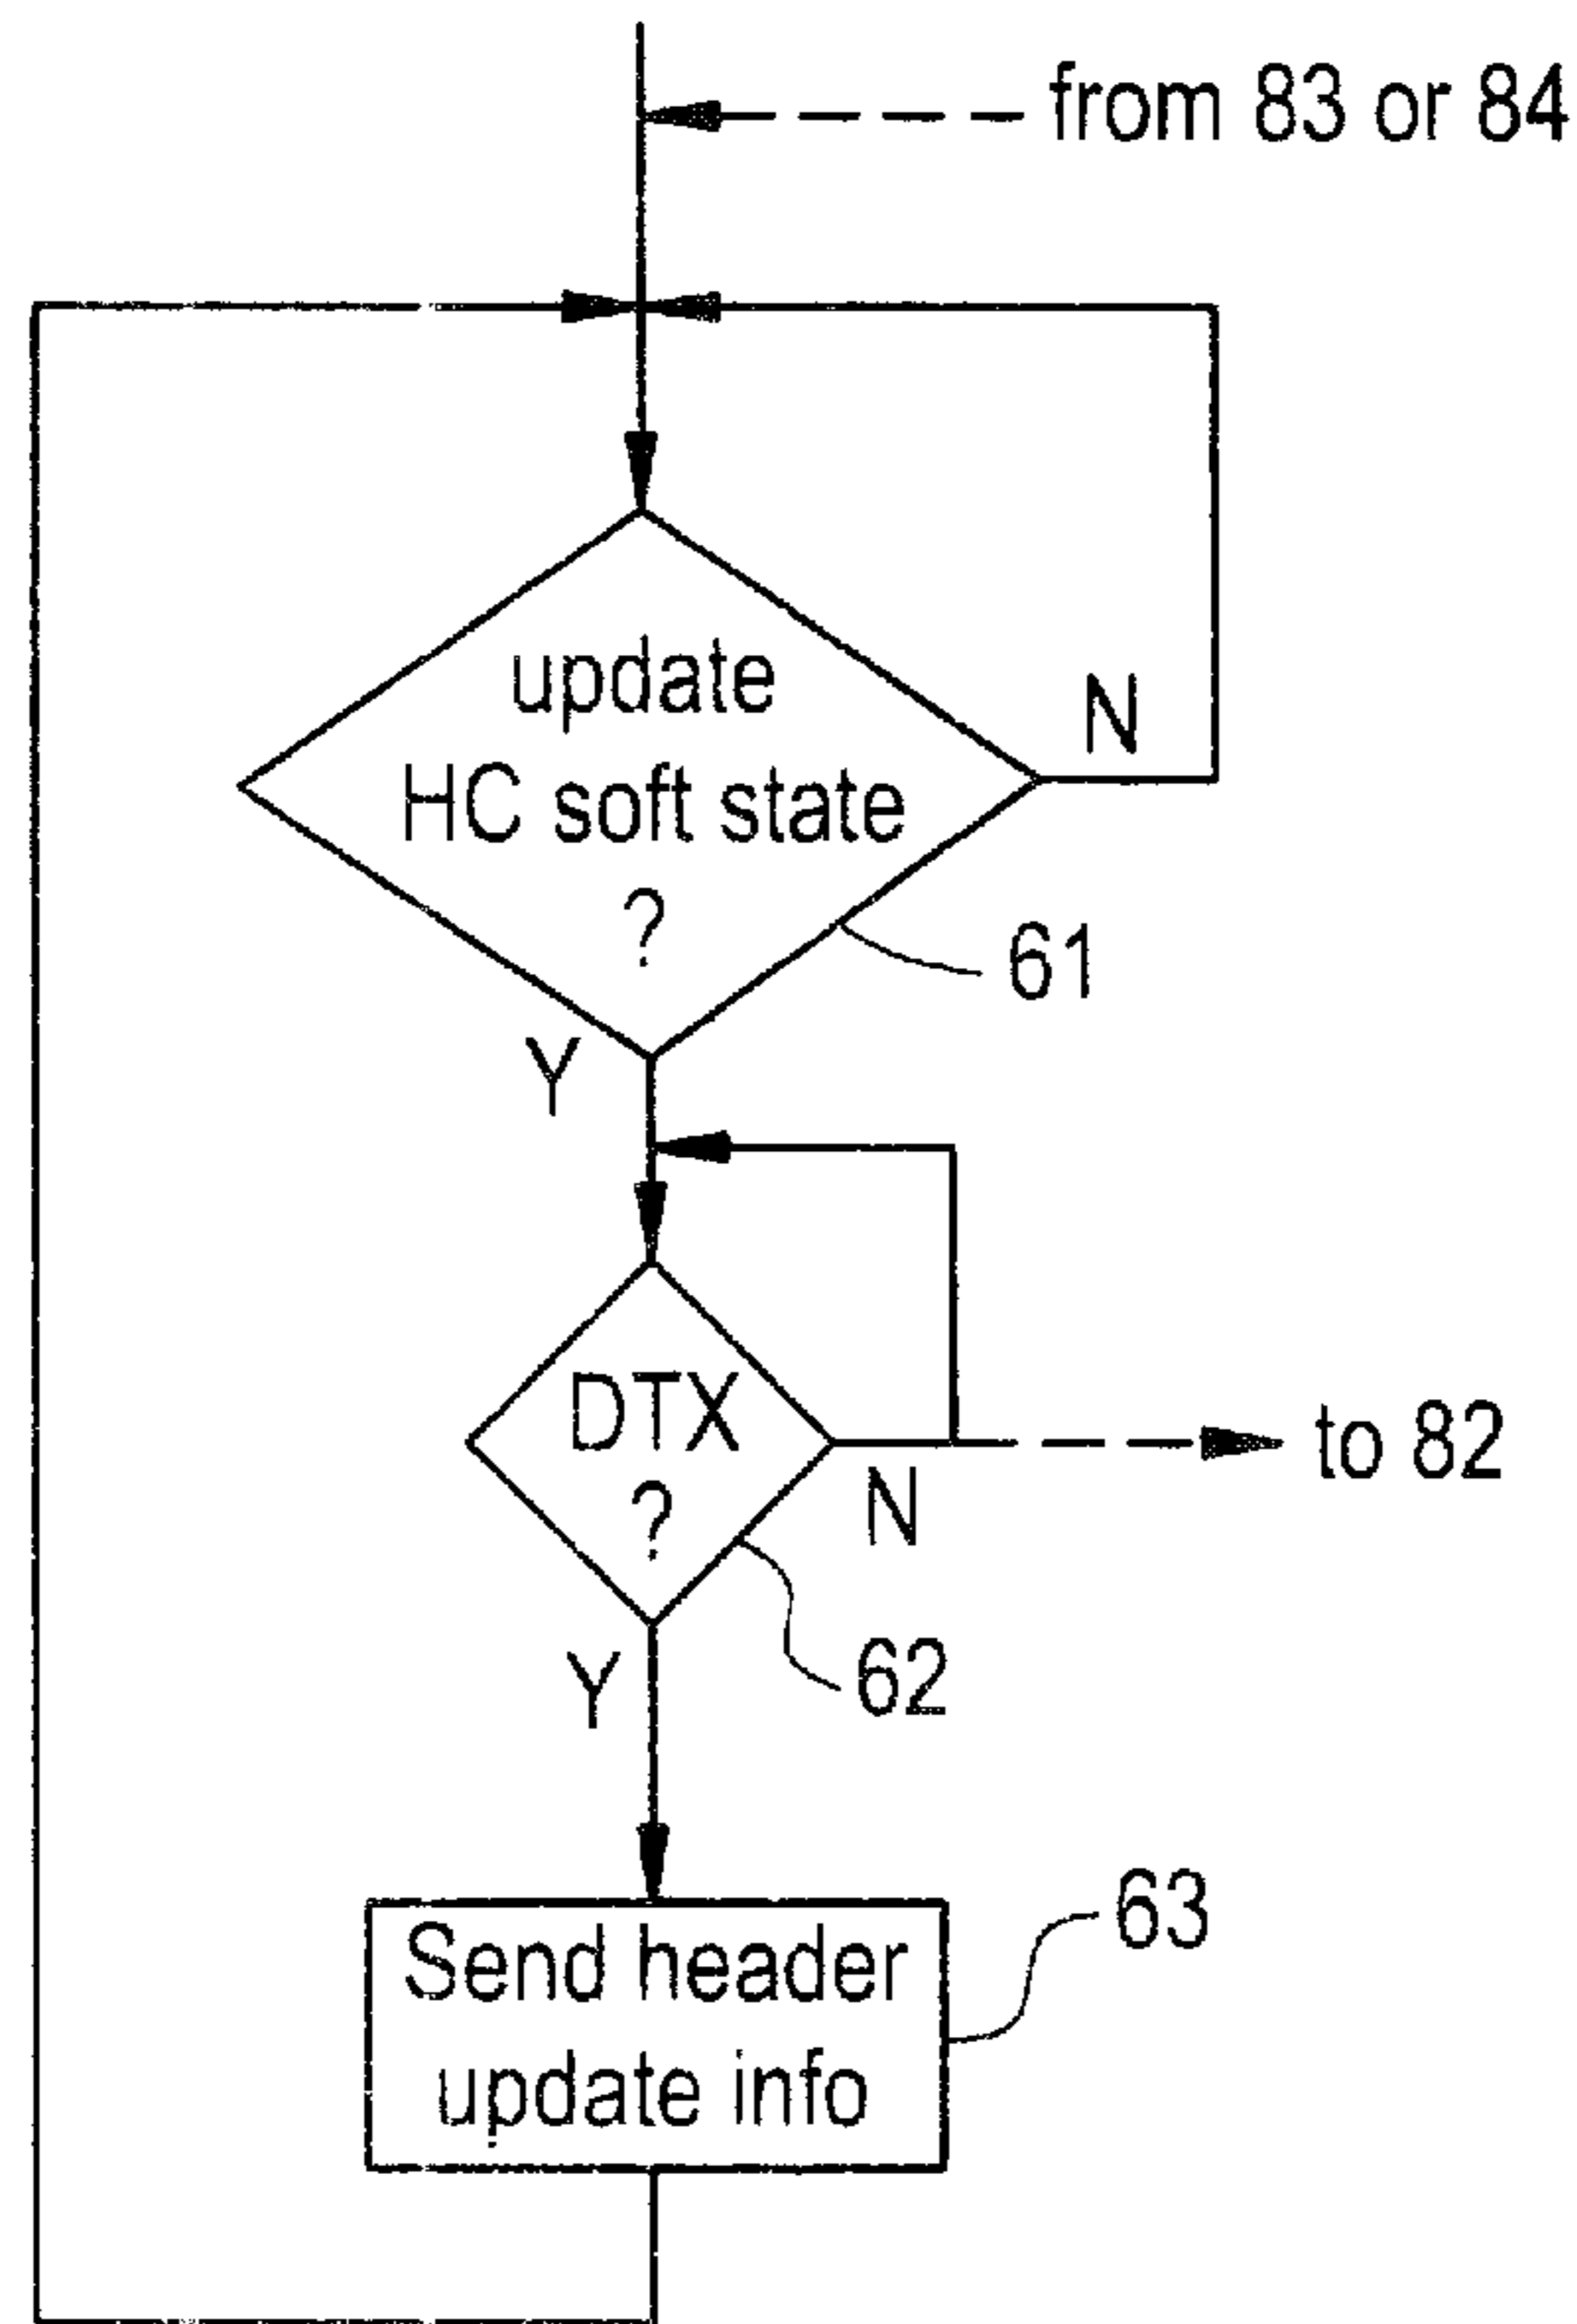 from 83 or 84
update
HC soft state
?
N
61
Y
DTX
?
N
to 82
62
Y
Send header
update info
63